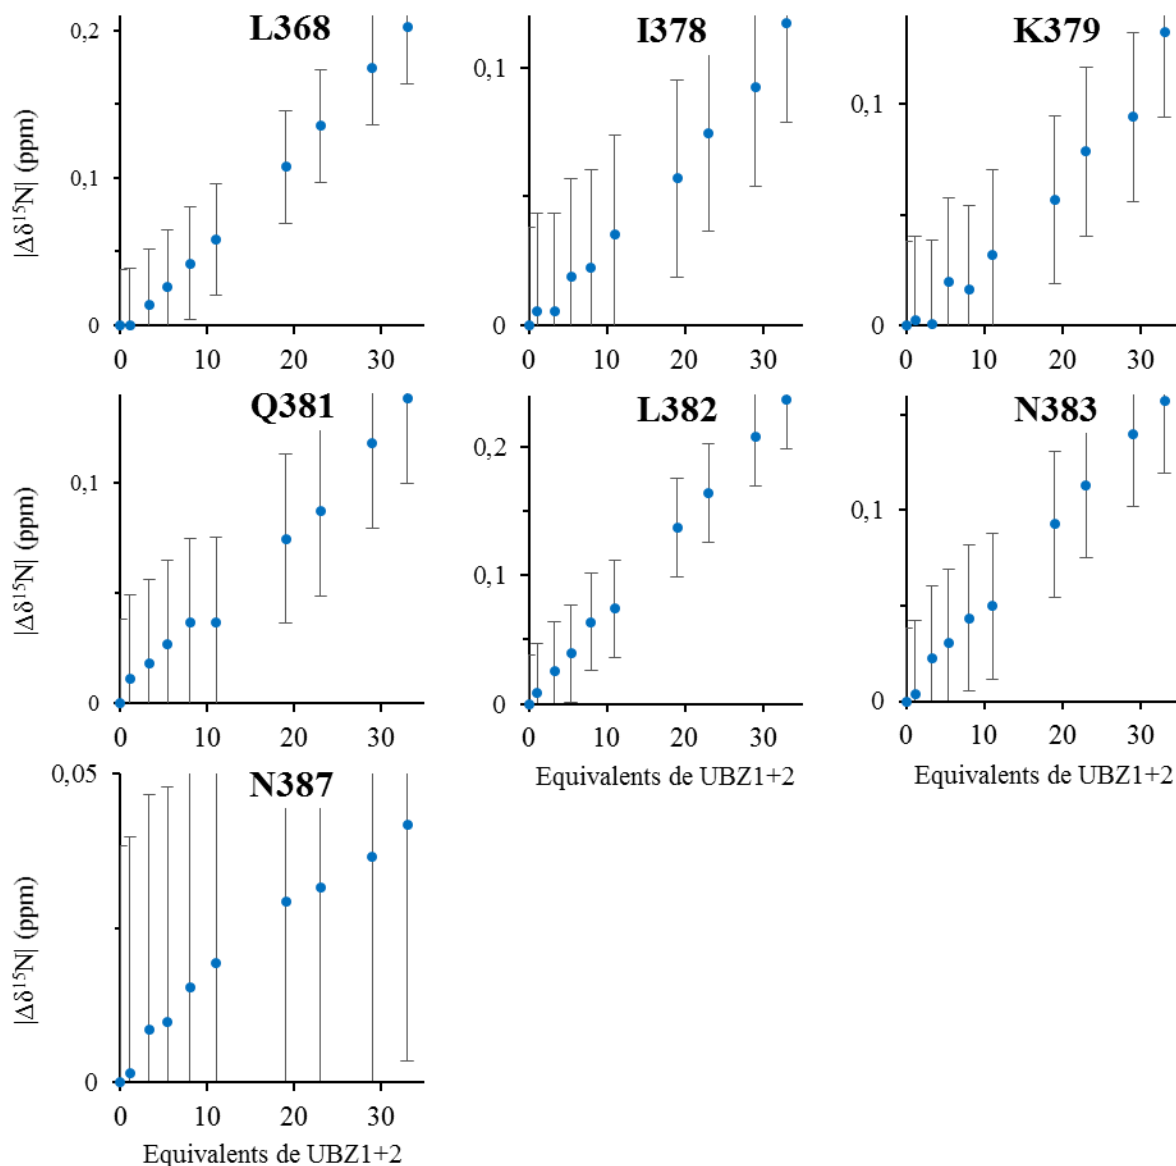 L368
I378
K379
|Δδ¹⁵N| (ppm)
0,2
0,1
0
0 10 20 30
0,1
0
0 10 20 30
0,1
0
0 10 20 30
Q381
L382
N383
|Δδ¹⁵N| (ppm)
0,1
0
0 10 20 30
0,2
0,1
0
0 10 20 30
Equivalents de UBZ1+2
0,1
0
0 10 20 30
Equivalents de UBZ1+2
N387
|Δδ¹⁵N| (ppm)
0,05
0
0 10 20 30
Equivalents de UBZ1+2